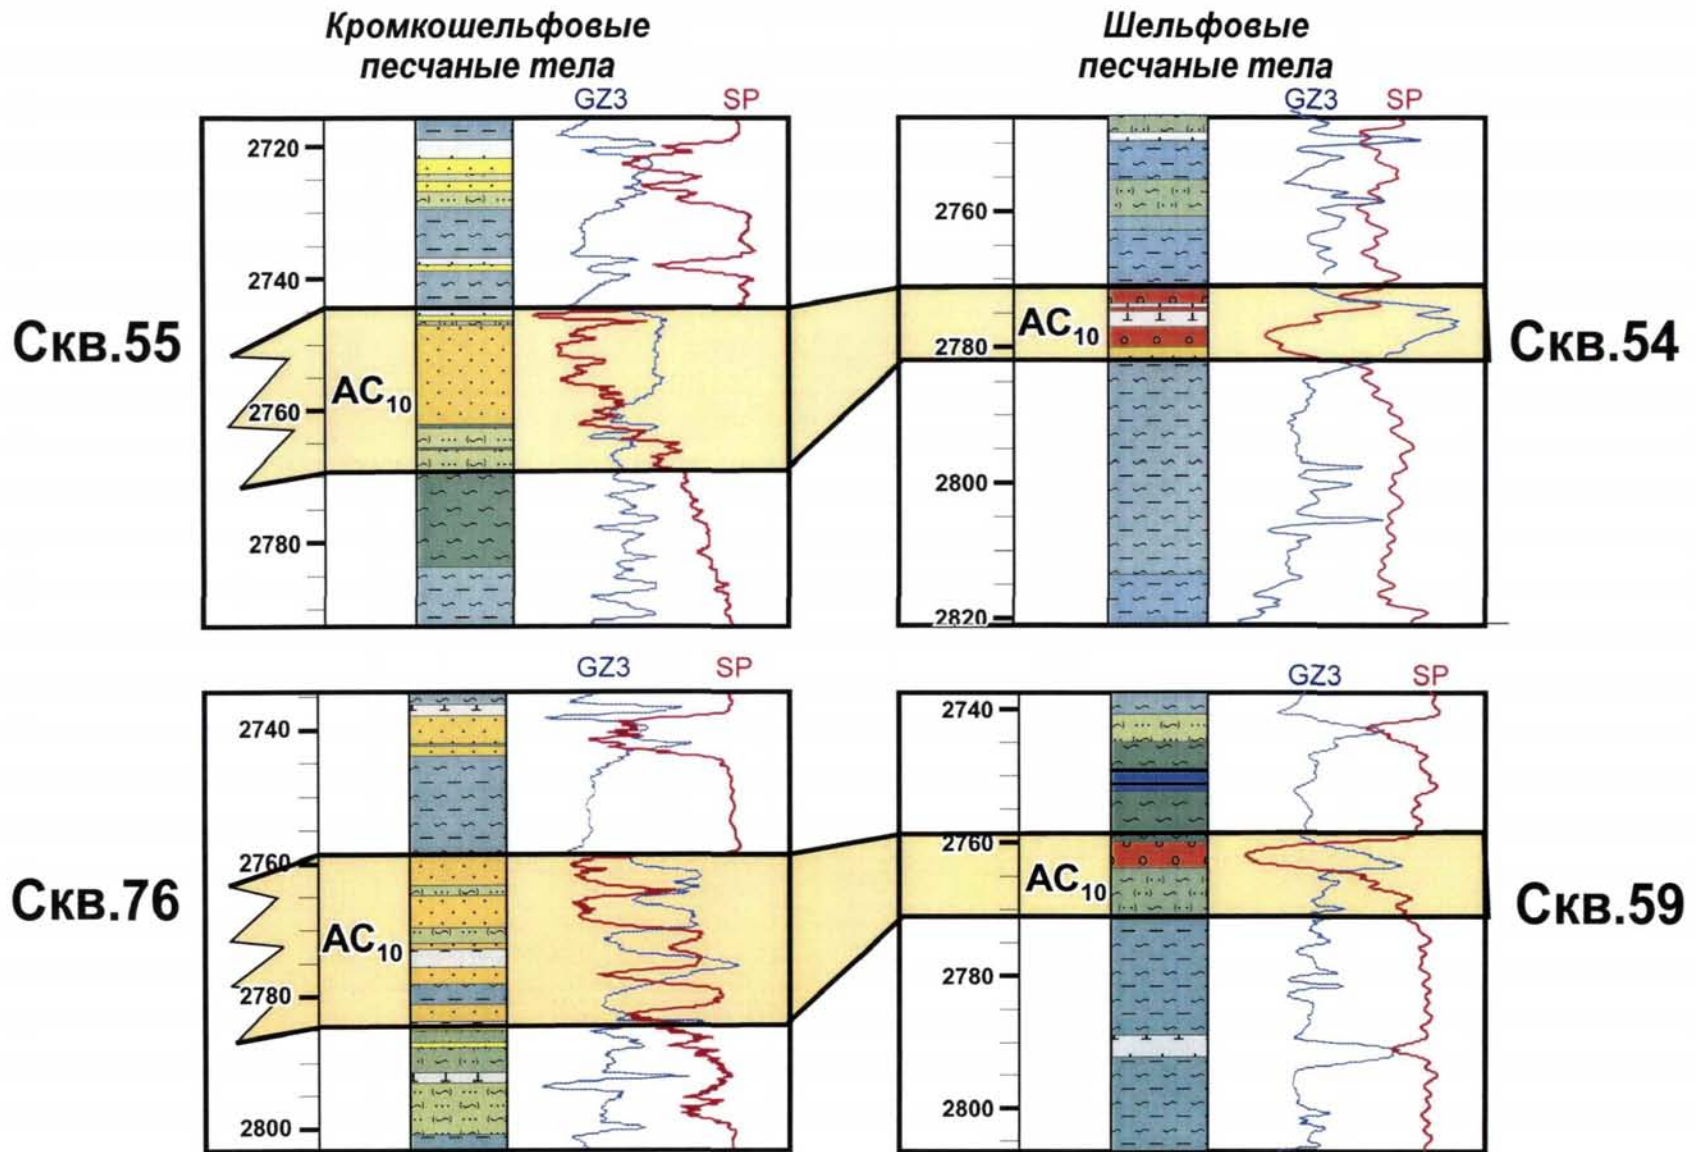 Кромкошельфовые
песчаные тела
Шельфовые
песчаные тела
GZ3 SP
GZ3 SP
2720
2740
2760
2780
Скв.55
АС10
2760
2780
2800
2820
АС10
Скв.54
GZ3 SP
GZ3 SP
2740
2760
2780
2800
Скв.76
АС10
2740
2760
2780
2800
АС10
Скв.59